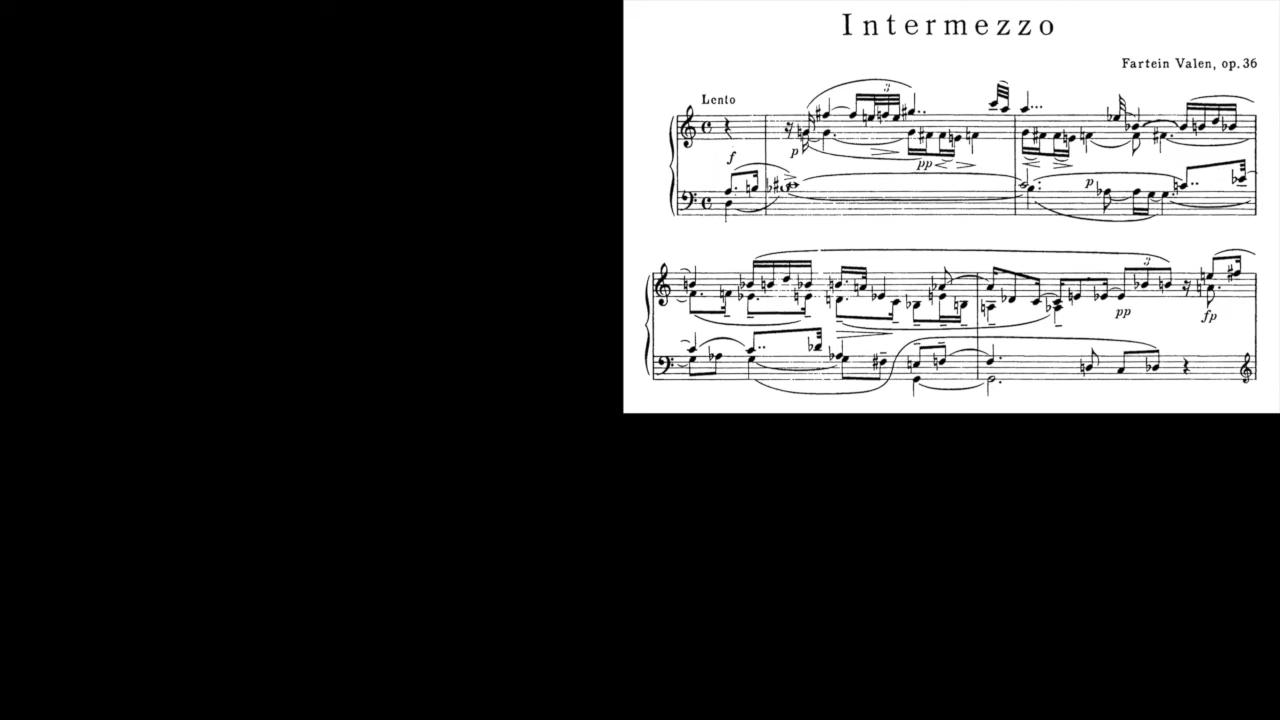 Intermezzo
Fartein Valen, op. 36
Lento
3
f
p
pp
p
3
pp
fp